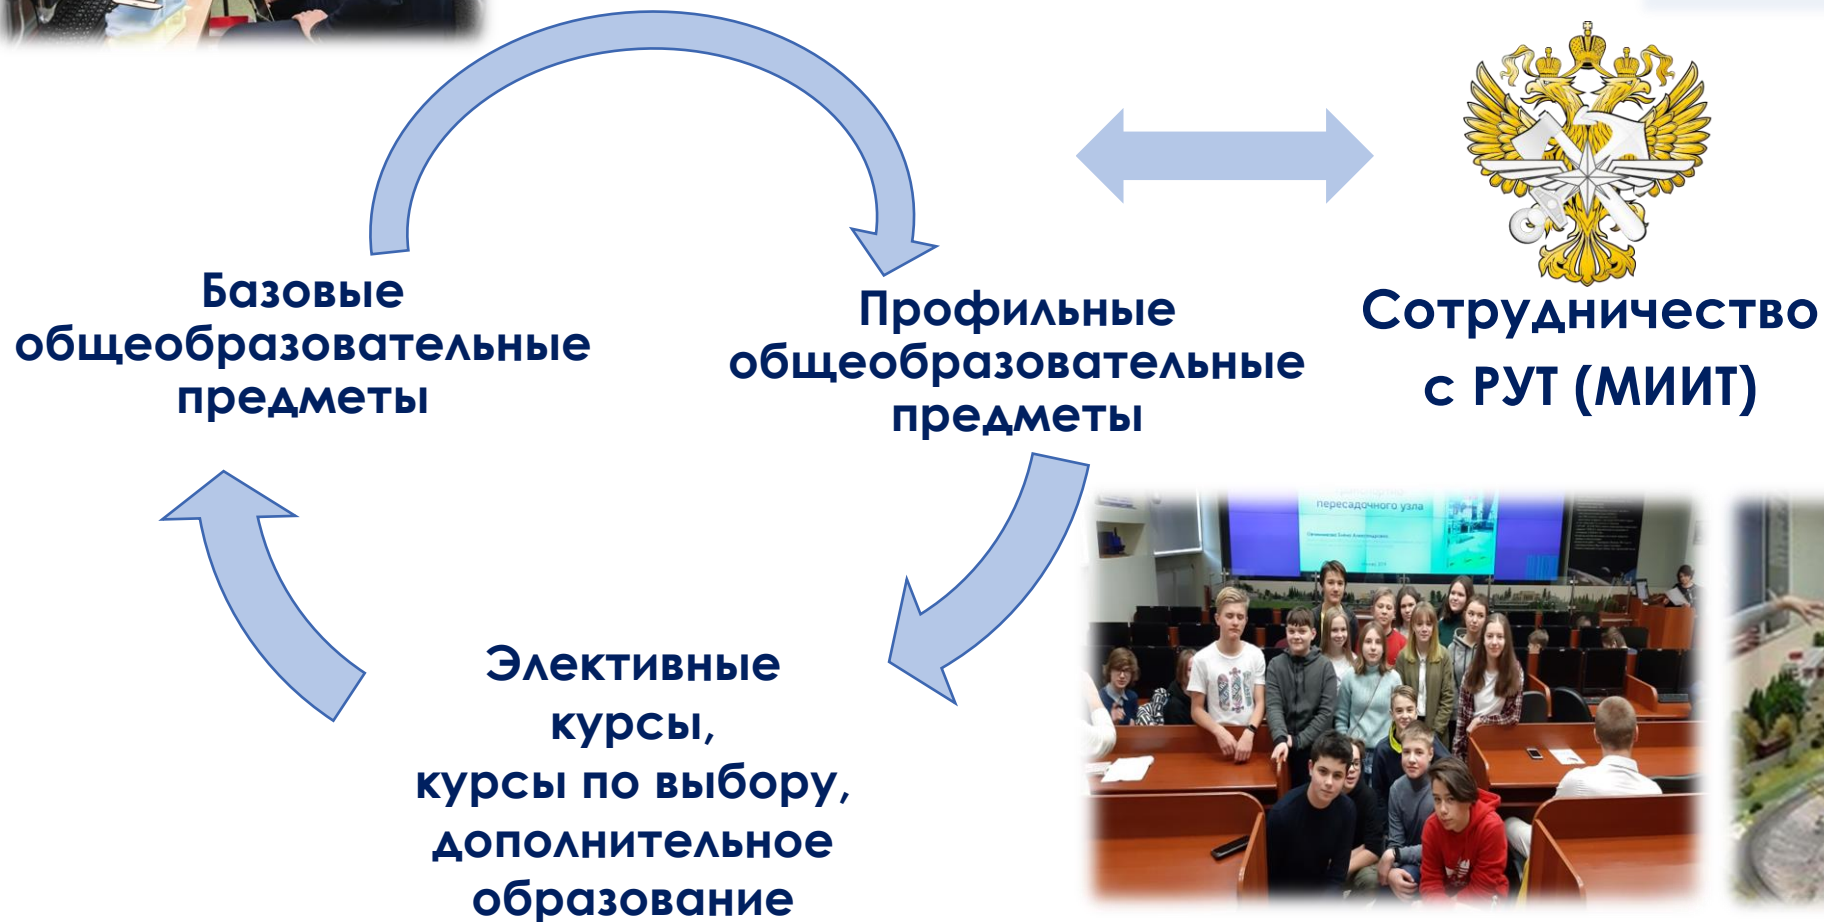 Базовые
общеобразовательные
предметы
Профильные
общеобразовательные
предметы
Сотрудничество
с РУТ (МИИТ)
Элективные
курсы,
курсы по выбору,
дополнительное
образование
пересадочного узла